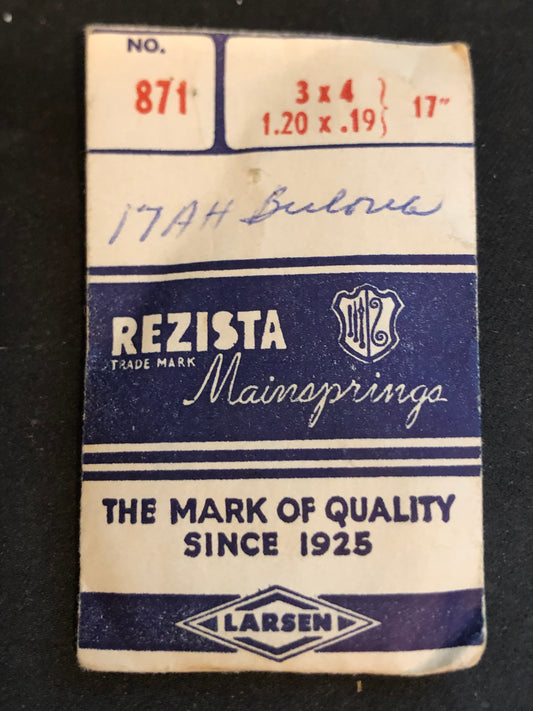 NO.
871
3 x 4
1.20 x .19
} 17"
17AH Bulova
REZISTA
TRADE MARK
Mainsprings
THE MARK OF QUALITY
SINCE 1925
LARSEN